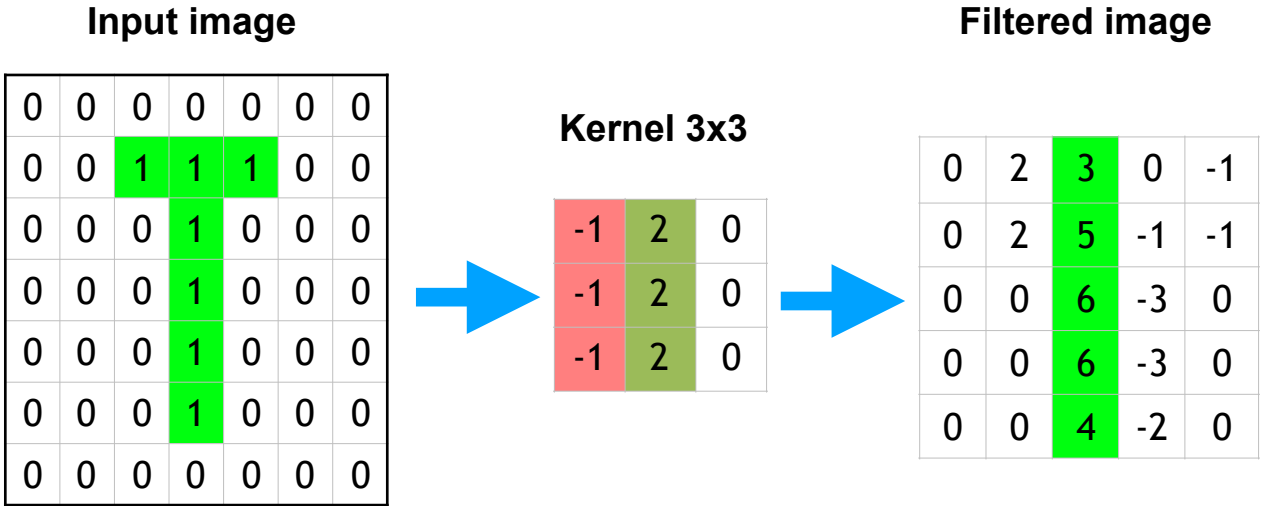 Input image
Filtered image
Kernel 3x3
0 0 0 0 0 0 0
0 0 1 1 1 0 0
0 0 0 1 0 0 0
0 0 0 1 0 0 0
0 0 0 1 0 0 0
0 0 0 1 0 0 0
0 0 0 0 0 0 0
-1 2 0
-1 2 0
-1 2 0
0 2 3 0 -1
0 2 5 -1 -1
0 0 6 -3 0
0 0 6 -3 0
0 0 4 -2 0